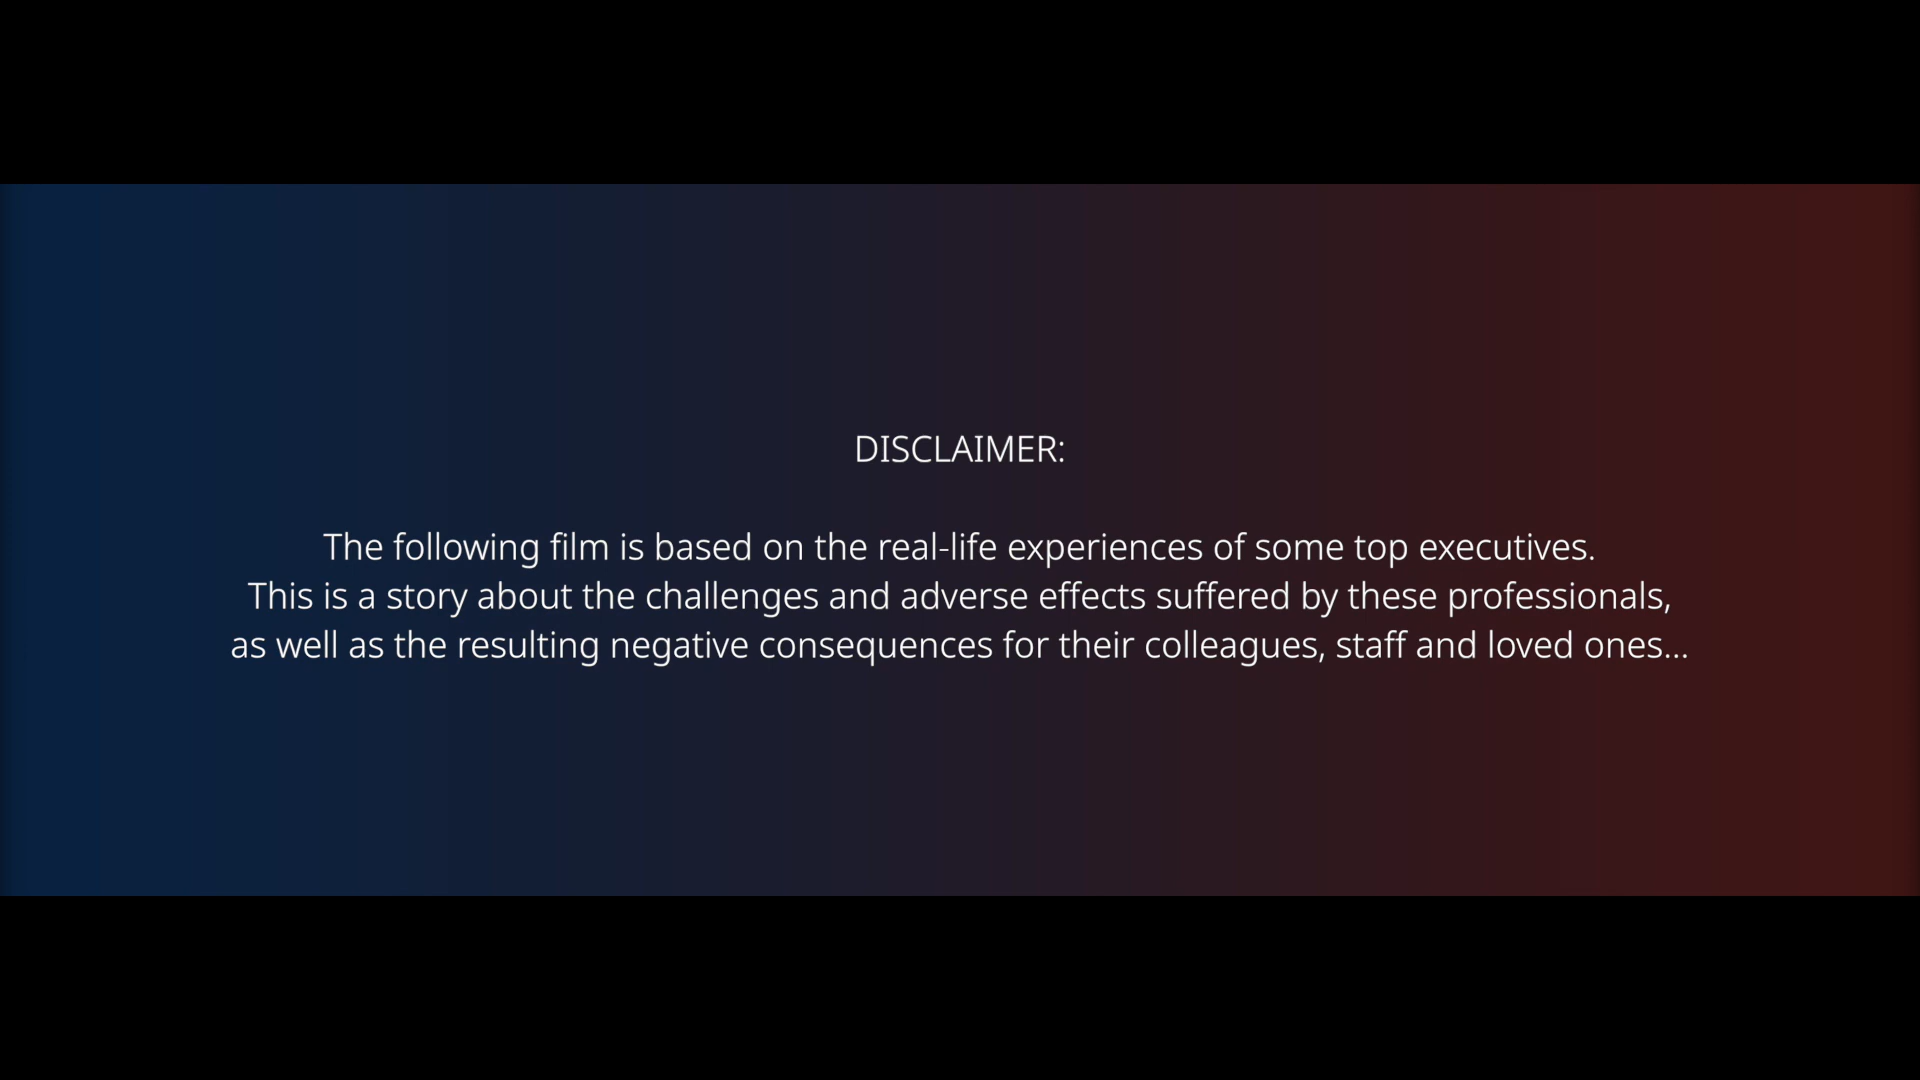 DISCLAIMER:
The following film is based on the real-life experiences of some top executives.
This is a story about the challenges and adverse effects suffered by these professionals,
as well as the resulting negative consequences for their colleagues, staff and loved ones...